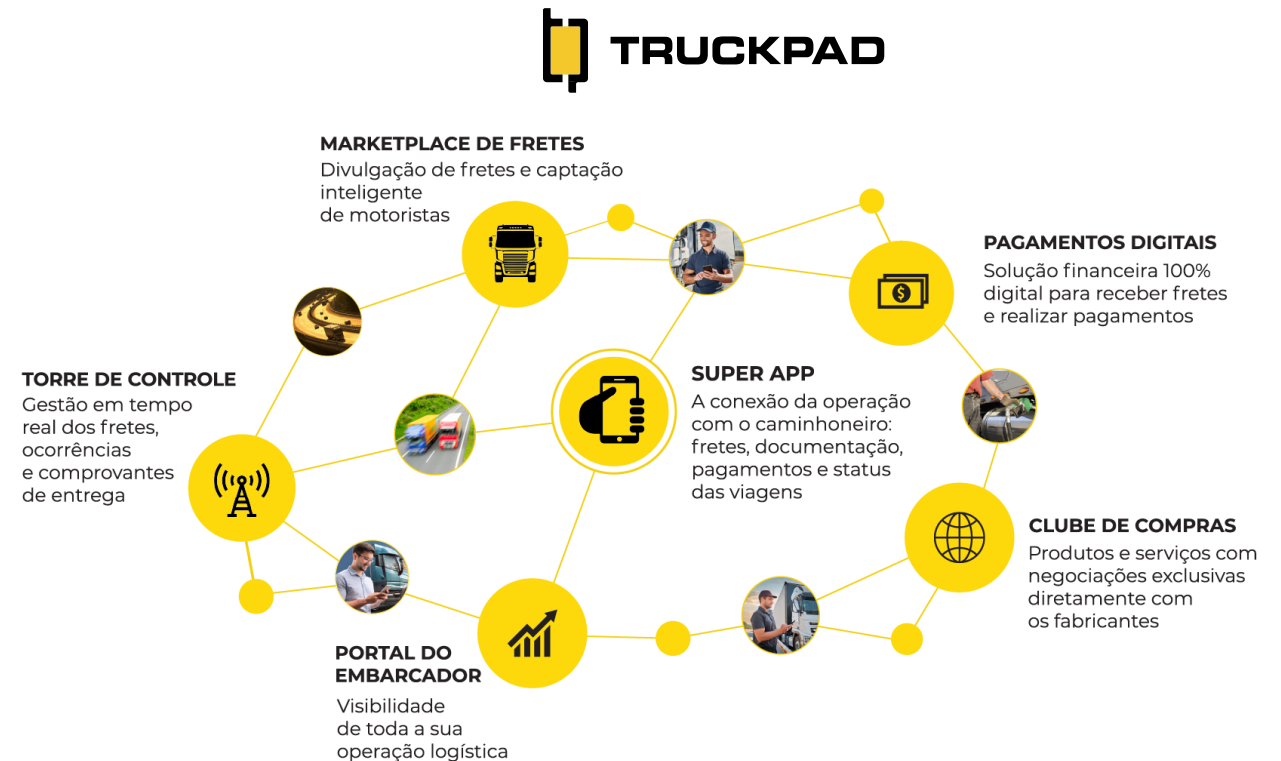 TRUCKPAD
MARKETPLACE DE FRETES
Divulgação de fretes e captação
inteligente
de motoristas
PAGAMENTOS DIGITAIS
Solução financeira 100%
digital para receber fretes
e realizar pagamentos
TORRE DE CONTROLE
Gestão em tempo
real dos fretes,
ocorrências
e comprovantes
de entrega
SUPER APP
A conexão da operação
com o caminhoneiro:
fretes, documentação,
pagamentos e status
das viagens
CLUBE DE COMPRAS
Produtos e serviços com
negociações exclusivas
diretamente com
os fabricantes
PORTAL DO
EMBARCADOR
Visibilidade
de toda a sua
operação logística